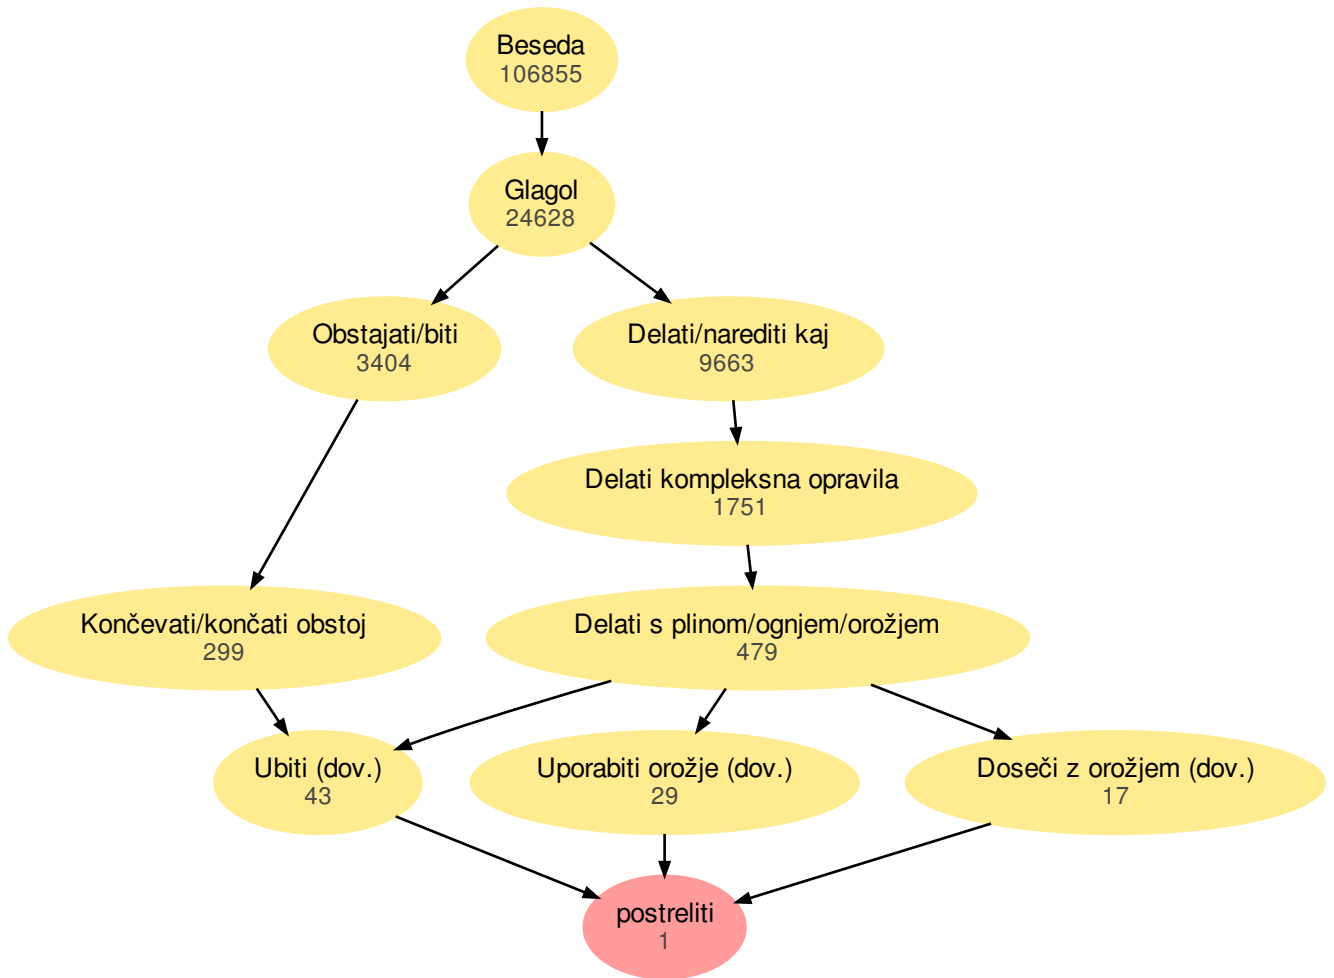 Beseda
106855
Glagol
24628
Obstajati/biti
3404
Delati/narediti kaj
9663
Delati kompleksna opravila
1751
Končevati/končati obstoj
299
Delati s plinom/ognjem/orožjem
479
Ubiti (dov.)
43
Uporabiti orožje (dov.)
29
Doseči z orožjem (dov.)
17
postreliti
1